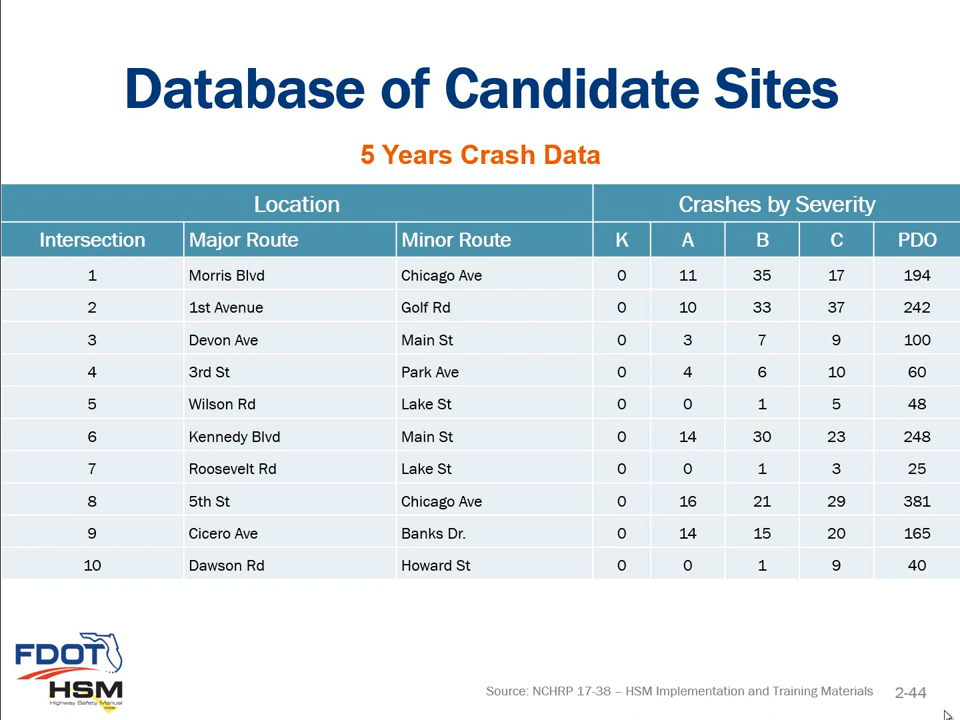 Database of Candidate Sites
5 Years Crash Data
Location Crashes by Severity
Intersection Major Route Minor Route K A B C PDO
1 Morris Blvd Chicago Ave 0 11 35 17 194
2 1st Avenue Golf Rd 0 10 33 37 242
3 Devon Ave Main St 0 3 7 9 100
4 3rd St Park Ave 0 4 6 10 60
5 Wilson Rd Lake St 0 0 1 5 48
6 Kennedy Blvd Main St 0 14 30 23 248
7 Roosevelt Rd Lake St 0 0 1 3 25
8 5th St Chicago Ave 0 16 21 29 381
9 Cicero Ave Banks Dr. 0 14 15 20 165
10 Dawson Rd Howard St 0 0 1 9 40
FDOT
HSM
Highway Safety Manual
Source: NCHRP 17-38 – HSM Implementation and Training Materials 2-44